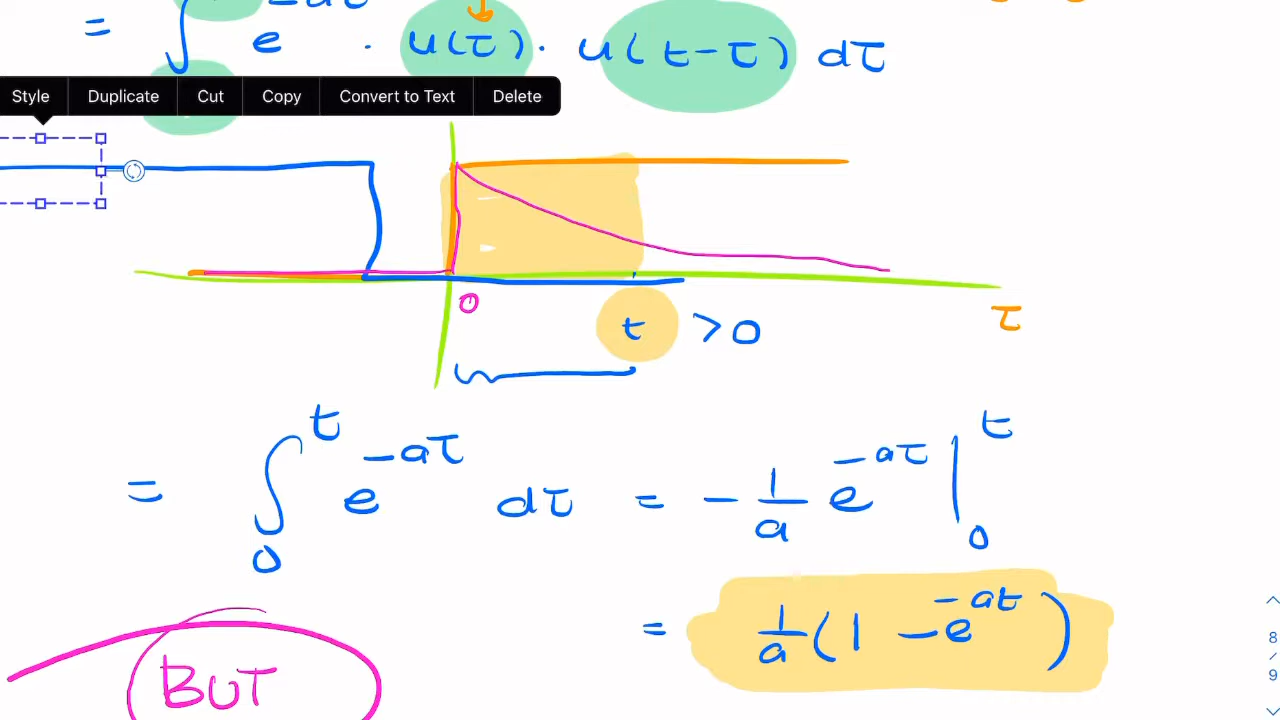 = ∫ e^-aτ · u(τ) · u(t-τ) dτ
Style Duplicate Cut Copy Convert to Text Delete
0
τ
t > 0
= ∫_0^t e^-aτ dτ = - 1/a e^-aτ |_0^t
= 1/a (1 - e^-at)
8
/
9
BUT